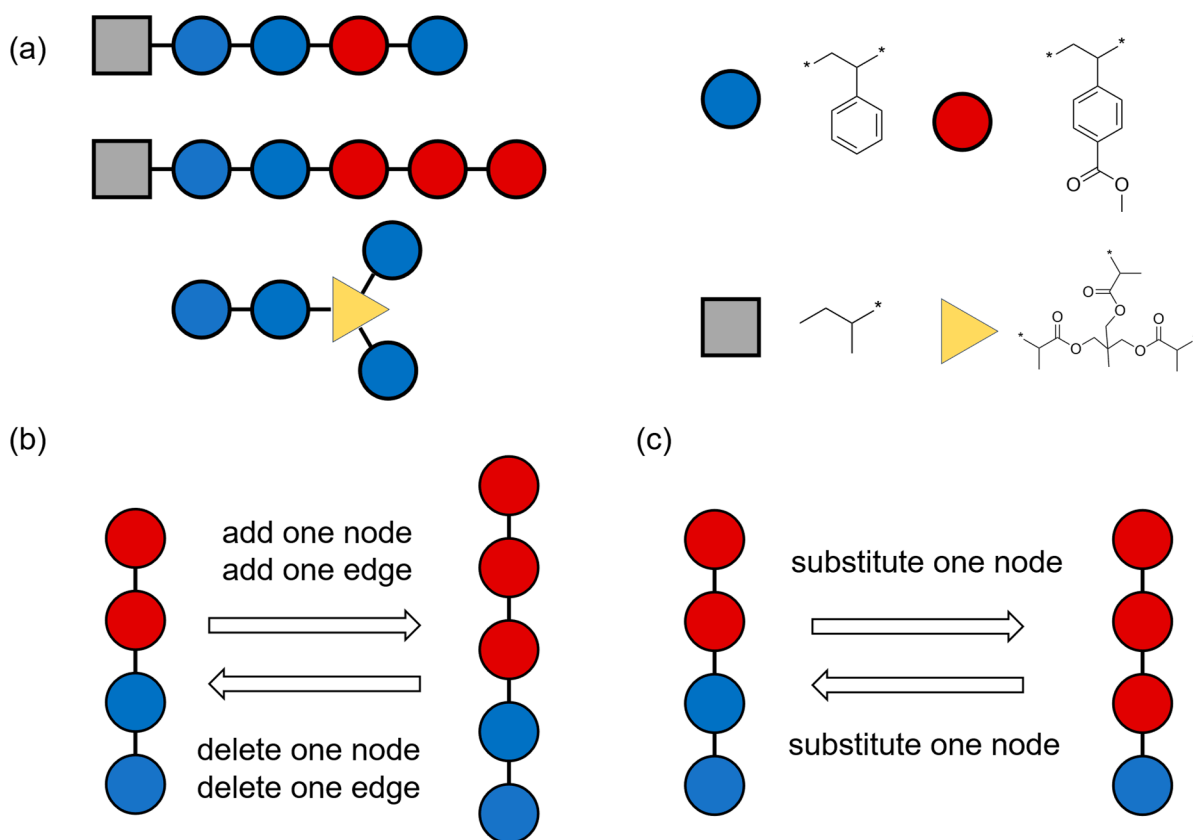 (a)
*
*
*
*
O
O
*
*
O
O
*
O
O
O
O
(b)
(c)
add one node
add one edge
delete one node
delete one edge
substitute one node
substitute one node